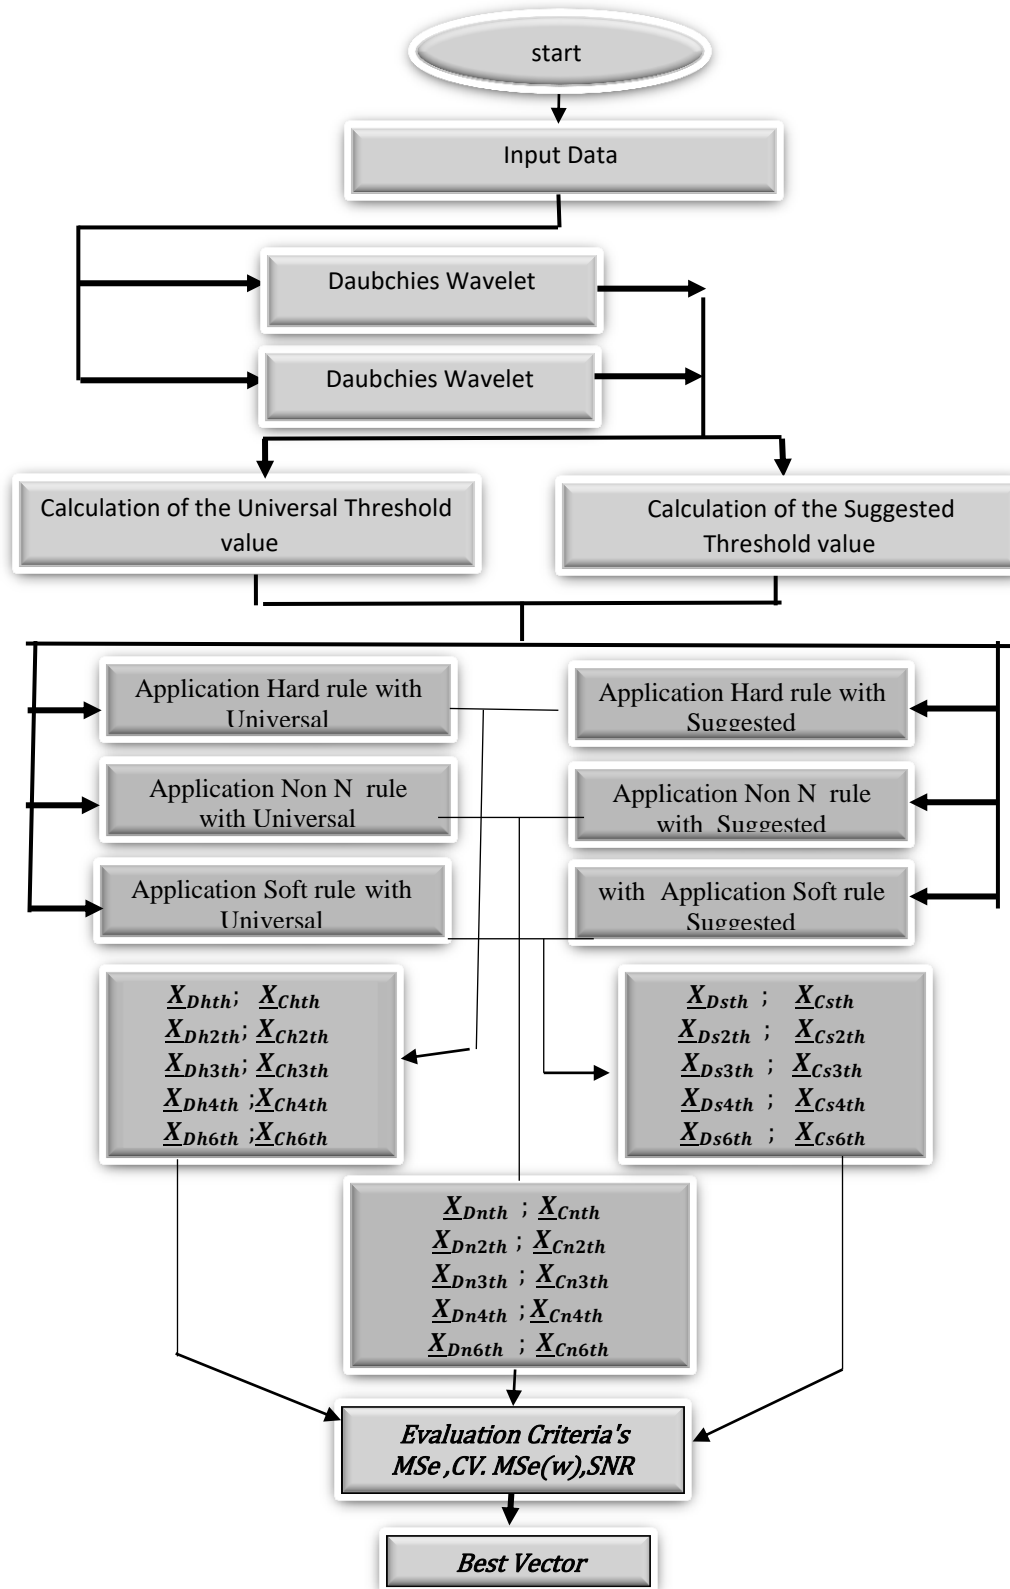 start
Input Data
Daubchies Wavelet
Daubchies Wavelet
Calculation of the Universal Threshold
value
Calculation of the Suggested
Threshold value
Application Hard rule with
Universal
Application Hard rule with
Suggested
Application Non N rule
with Universal
Application Non N rule
with Suggested
Application Soft rule with
Universal
with Application Soft rule
Suggested
X_Dhth; X_Chth
X_Dh2th; X_Ch2th
X_Dh3th; X_Ch3th
X_Dh4th ;X_Ch4th
X_Dh6th ;X_Ch6th
X_Dsth ; X_Csth
X_Ds2th ; X_Cs2th
X_Ds3th ; X_Cs3th
X_Ds4th ; X_Cs4th
X_Ds6th ; X_Cs6th
X_Dnth ; X_Cnth
X_Dn2th ; X_Cn2th
X_Dn3th ; X_Cn3th
X_Dn4th ; X_Cn4th
X_Dn6th ; X_Cn6th
Evaluation Criteria's
MSe ,CV. MSe(w),SNR
Best Vector